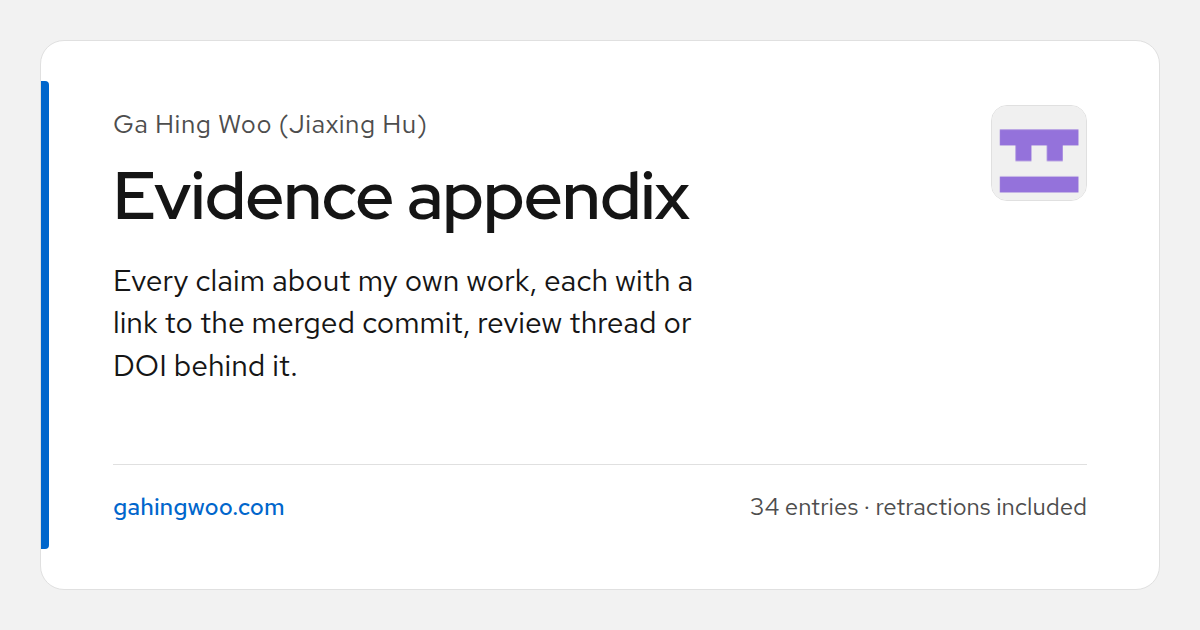 Ga Hing Woo (Jiaxing Hu)
Evidence appendix
Every claim about my own work, each with a
link to the merged commit, review thread or
DOI behind it.
gahingwoo.com
34 entries · retractions included